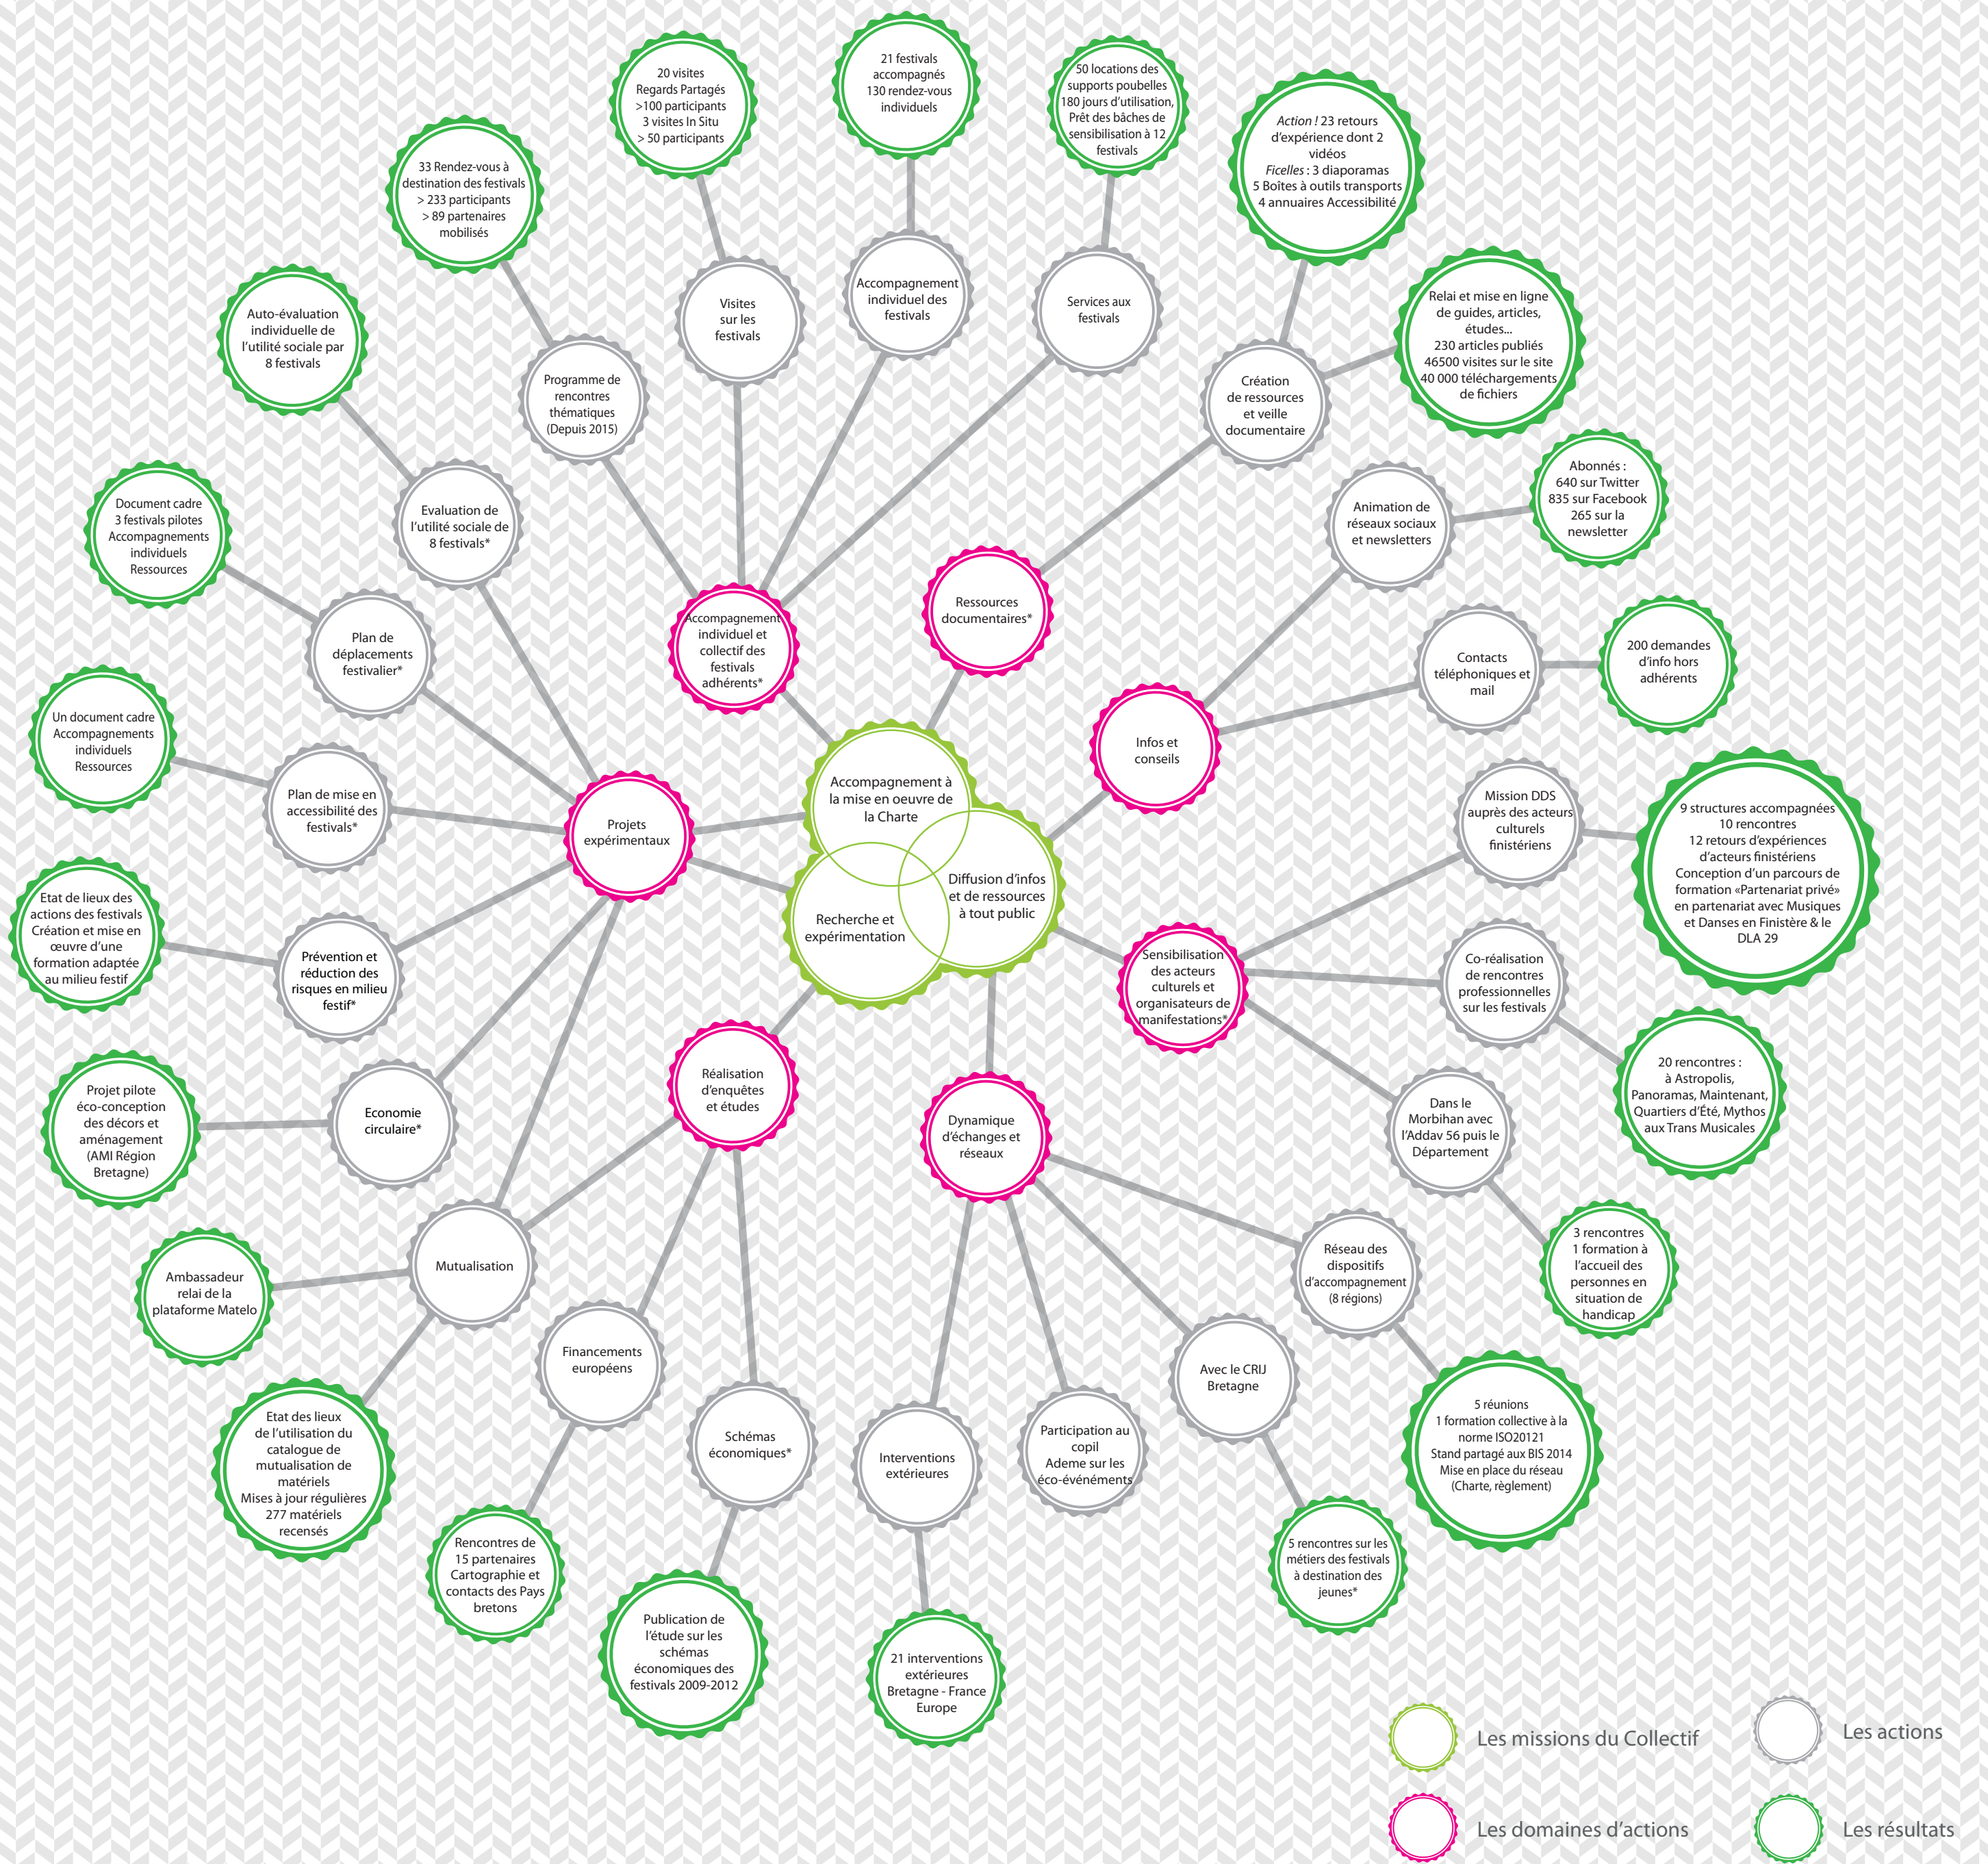 20 visites
Regards Partagés
>100 participants
3 visites In Situ
> 50 participants
21 festivals
accompagnés
130 rendez-vous
individuels
50 locations des
supports poubelles
180 jours d'utilisation,
Prêt des bâches de
sensibilisation à 12
festivals
Action ! 23 retours
d'expérience dont 2
vidéos
Ficelles : 3 diaporamas
5 Boîtes à outils transports
4 annuaires Accessibilité
33 Rendez-vous à
destination des festivals
> 233 participants
> 89 partenaires
mobilisés
Auto-évaluation
individuelle de
l'utilité sociale par
8 festivals
Visites
sur les
festivals
Accompagnement
individuel des
festivals
Services aux
festivals
Relai et mise en ligne
de guides, articles,
études...
230 articles publiés
46500 visites sur le site
40 000 téléchargements
de fichiers
Programme de
rencontres
thématiques
(Depuis 2015)
Création
de ressources
et veille
documentaire
Document cadre
3 festivals pilotes
Accompagnements
individuels
Ressources
Evaluation de
l'utilité sociale de
8 festivals*
Animation de
réseaux sociaux
et newsletters
Abonnés :
640 sur Twitter
835 sur Facebook
265 sur la
newsletter
Plan de
déplacements
festivalier*
Accompagnement
individuel et
collectif des
festivals
adhérents*
Ressources
documentaires*
Contacts
téléphoniques et
mail
200 demandes
d'info hors
adhérents
Un document cadre
Accompagnements
individuels
Ressources
Plan de mise en
accessibilité des
festivals*
Projets
expérimentaux
Accompagnement à
la mise en oeuvre de
la Charte
Infos et
conseils
Mission DDS
auprès des acteurs
culturels
finistériens
9 structures accompagnées
10 rencontres
12 retours d'expériences
d'acteurs finistériens
Conception d'un parcours de
formation «Partenariat privé»
en partenariat avec Musiques
et Danses en Finistère & le
DLA 29
Etat de lieux des
actions des festivals
Création et mise en
œuvre d'une
formation adaptée
au milieu festif
Prévention et
réduction des
risques en milieu
festif*
Recherche et
expérimentation
Diffusion d'infos
et de ressources
à tout public
Sensibilisation
des acteurs
culturels et
organisateurs de
manifestations*
Co-réalisation
de rencontres
professionnelles
sur les festivals
Projet pilote
éco-conception
des décors et
aménagement
(AMI Région
Bretagne)
Economie
circulaire*
Réalisation
d'enquêtes
et études
Dynamique
d'échanges et
réseaux
Dans le
Morbihan avec
l'Addav 56 puis le
Département
20 rencontres :
à Astropolis,
Panoramas, Maintenant,
Quartiers d'Été, Mythos
aux Trans Musicales
Ambassadeur
relai de la
plataforme Matelo
Mutualisation
Réseau des
dispositifs
d'accompagnement
(8 régions)
3 rencontres
1 formation à
l'accueil des
personnes en
situation de
handicap
Etat des lieux
de l'utilisation du
catalogue de
mutualisation de
matériels
Mises à jour régulières
277 matériels
recensés
Financements
européens
Schémas
économiques*
Interventions
extérieures
Participation au
copil
Ademe sur les
éco-événéments
Avec le CRIJ
Bretagne
5 réunions
1 formation collective à la
norme ISO20121
Stand partagé aux BIS 2014
Mise en place du réseau
(Charte, règlement)
Rencontres de
15 partenaires
Cartographie et
contacts des Pays
bretons
Publication de
l'étude sur les
schémas
économiques des
festivals 2009-2012
21 interventions
extérieures
Bretagne - France
Europe
5 rencontres sur les
métiers des festivals
à destination des
jeunes*
Les missions du Collectif
Les actions
Les domaines d'actions
Les résultats